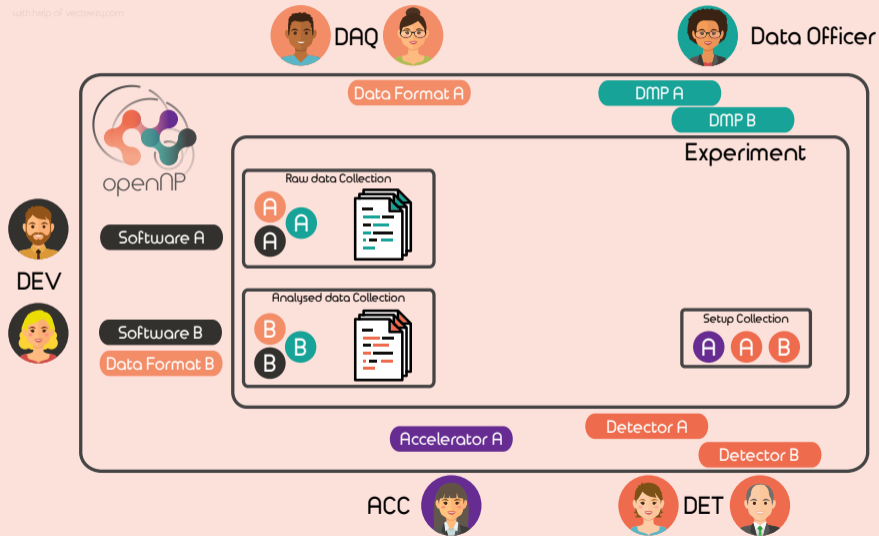 with help of vecteezy.com
DAQ
Data Officer
Data Format A
DMP A
DMP B
openNP
Experiment
Raw data Collection
A
A
A
Software A
DEV
Analysed data Collection
B
B
B
Software B
Data Format B
Setup Collection
A A B
Accelerator A
Detector A
Detector B
ACC
DET